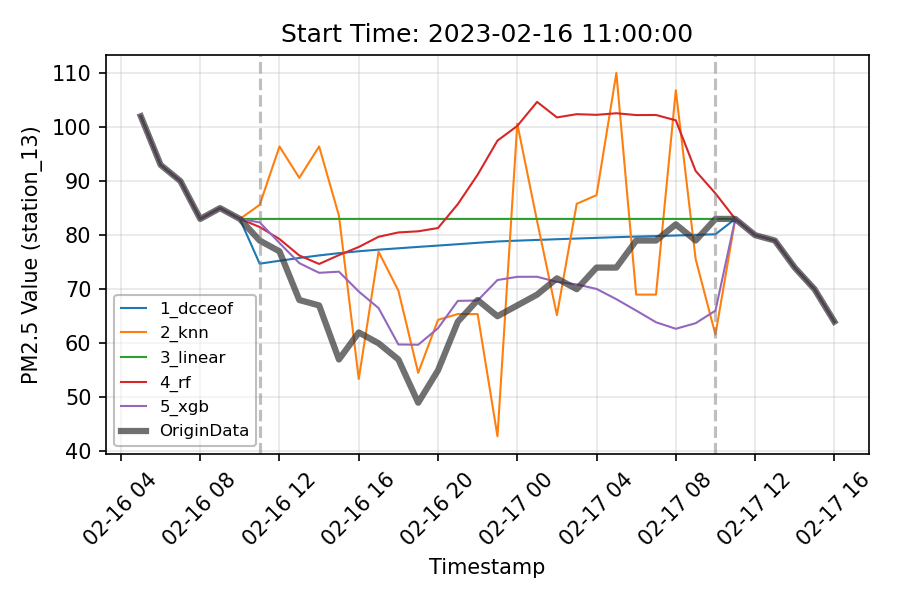 Start Time: 2023-02-16 11:00:00
PM2.5 Value (station_13)
110
100
90
80
70
60
50
40
1_dcceof
2_knn
3_linear
4_rf
5_xgb
OriginData
02-16 04
02-16 08
02-16 12
02-16 16
02-16 20
02-17 00
02-17 04
02-17 08
02-17 12
02-17 16
Timestamp